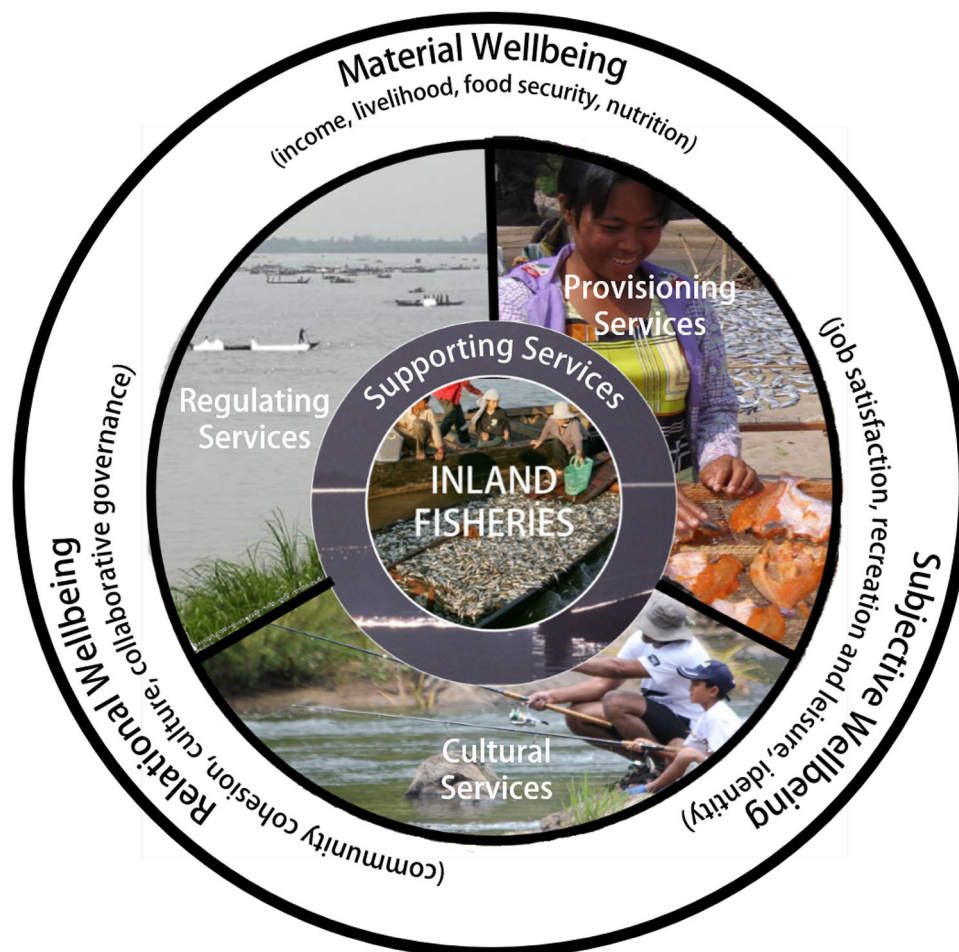 Material Wellbeing
(income, livelihood, food security, nutrition)
Provisioning
Services
Regulating
Services
Supporting Services
INLAND
FISHERIES
Cultural
Services
Subjective Wellbeing
(job satisfaction, recreation and leisure, identity)
Relational Wellbeing
(community cohesion, culture, collaborative governance)